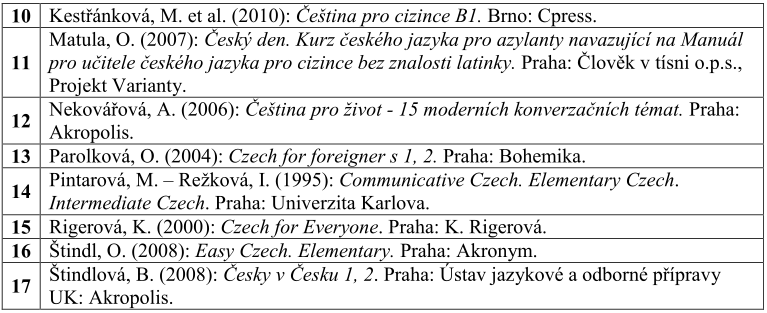 10 Kestřánková, M. et al. (2010): Čeština pro cizince B1. Brno: Cpress.
11 Matula, O. (2007): Český den. Kurz českého jazyka pro azylanty navazující na Manuál
pro učitele českého jazyka pro cizince bez znalosti latinky. Praha: Člověk v tísni o.p.s.,
Projekt Varianty.
12 Nekovářová, A. (2006): Čeština pro život - 15 moderních konverzačních témat. Praha:
Akropolis.
13 Parolková, O. (2004): Czech for foreigner s 1, 2. Praha: Bohemika.
14 Pintarová, M. – Režková, I. (1995): Communicative Czech. Elementary Czech.
Intermediate Czech. Praha: Univerzita Karlova.
15 Rigerová, K. (2000): Czech for Everyone. Praha: K. Rigerová.
16 Štindl, O. (2008): Easy Czech. Elementary. Praha: Akronym.
17 Štindlová, B. (2008): Česky v Česku 1, 2. Praha: Ústav jazykové a odborné přípravy
UK: Akropolis.